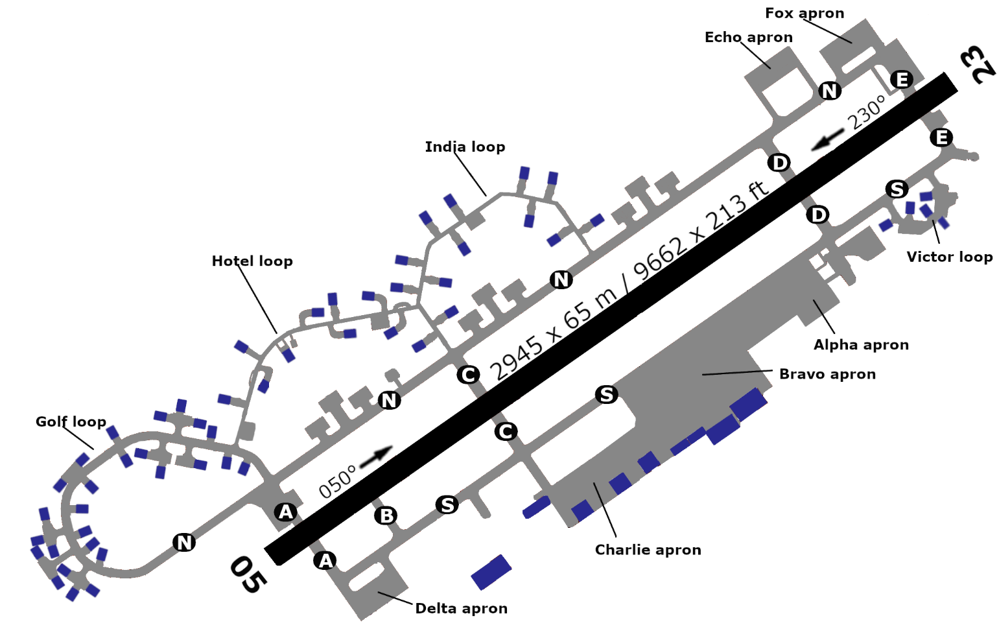 Fox apron
Echo apron
23
E
N
230°
E
India loop
D
S
D
2945 x 65 m / 9662 x 213 ft
Victor loop
Hotel loop
N
Alpha apron
C
Bravo apron
S
N
Golf loop
C
050°
S
A
B
N
Charlie apron
A
05
Delta apron